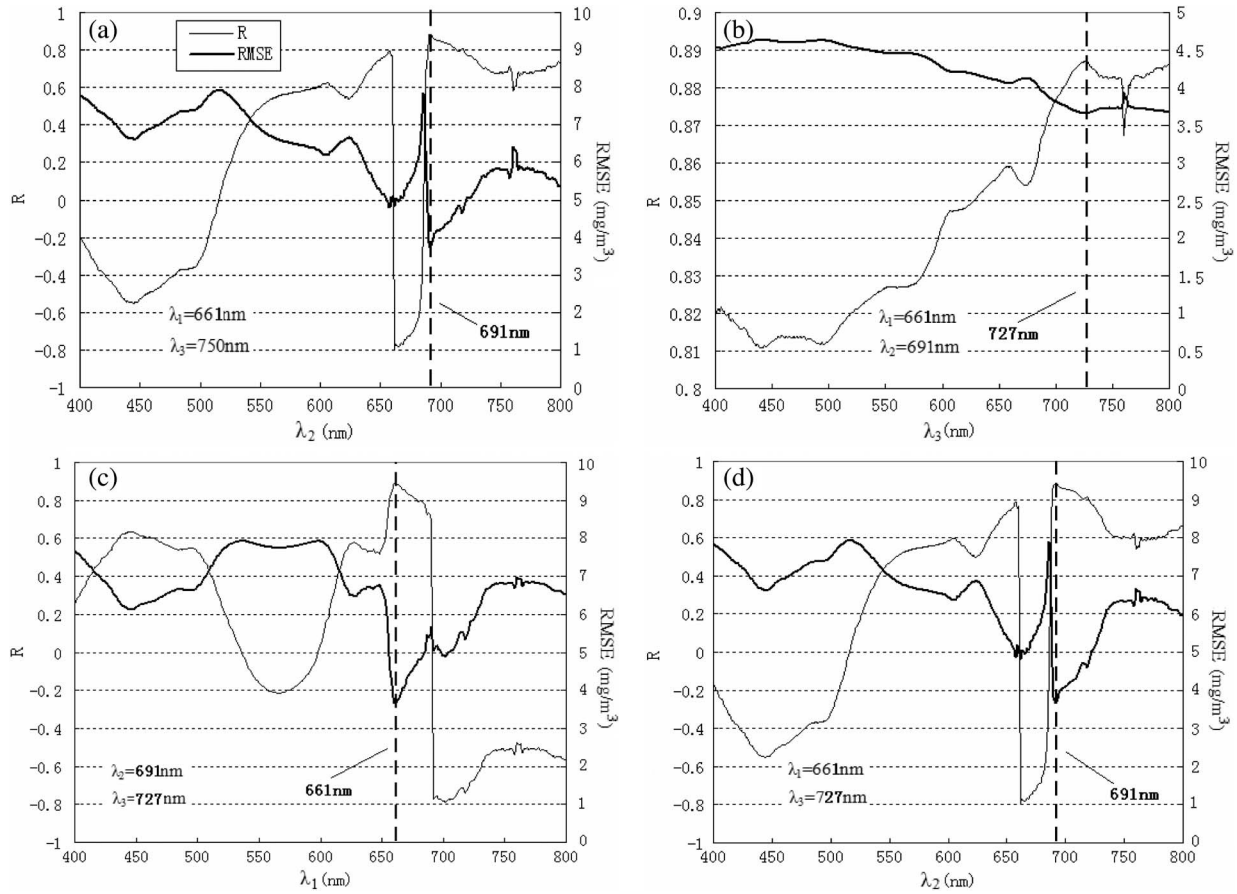 (a)
R
RMSE
1
0.8
0.6
0.4
0.2
0
-0.2
-0.4
-0.6
-0.8
-1
R
10
9
8
7
6
5
4
3
2
1
0
RMSE (mg/m³)
λ₁=661nm
λ₃=750nm
691nm
400 450 500 550 600 650 700 750 800
λ₂ (nm)
(b)
0.9
0.89
0.88
0.87
0.86
0.85
0.84
0.83
0.82
0.81
0.8
R
5
4.5
4
3.5
3
2.5
2
1.5
1
0.5
0
RMSE (mg/m³)
λ₁=661nm
λ₂=691nm
727nm
400 450 500 550 600 650 700 750 800
λ₃ (nm)
(c)
1
0.8
0.6
0.4
0.2
0
-0.2
-0.4
-0.6
-0.8
-1
R
10
9
8
7
6
5
4
3
2
1
0
RMSE (mg/m³)
λ₂=691nm
λ₃=727nm
661nm
400 450 500 550 600 650 700 750 800
λ₁ (nm)
(d)
1
0.8
0.6
0.4
0.2
0
-0.2
-0.4
-0.6
-0.8
-1
R
10
9
8
7
6
5
4
3
2
1
0
RMSE (mg/m³)
λ₁=661nm
λ₃=727nm
691nm
400 450 500 550 600 650 700 750 800
λ₂ (nm)